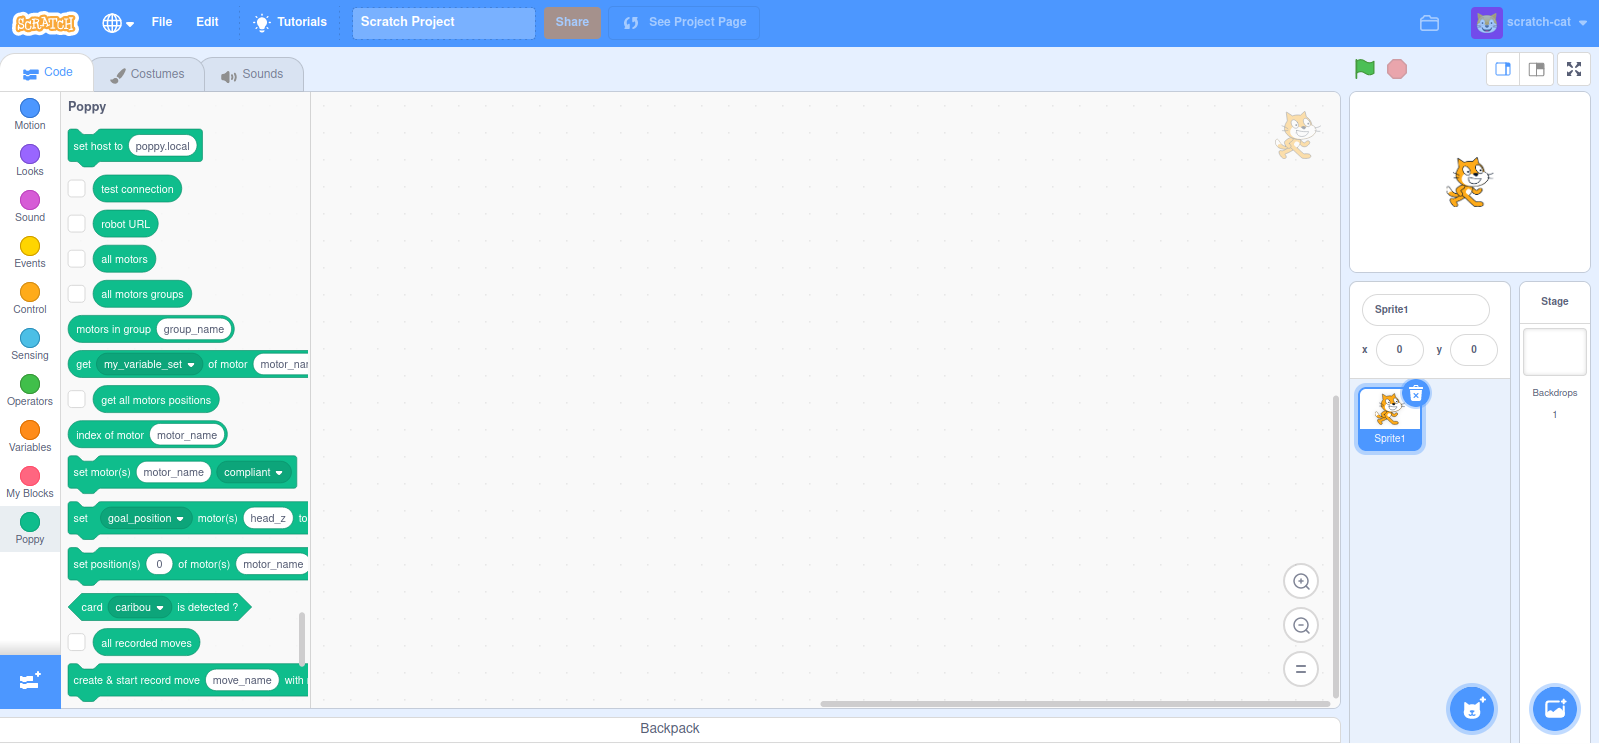 SCRATCH
File
Edit
Tutorials
Scratch Project
Share
See Project Page
scratch-cat
Code
Costumes
Sounds
Motion
Looks
Sound
Events
Control
Sensing
Operators
Variables
My Blocks
Poppy
Poppy
set host to poppy.local
test connection
robot URL
all motors
all motors groups
motors in group group_name
get my_variable_set of motor
get all motors positions
index of motor motor_name
set motor(s) motor_name compliant
set goal_position motor(s) head_z to
set position(s) 0 of motor(s) motor_name
card caribou is detected ?
all recorded moves
create & start record move move_name with
Sprite1
x 0 y 0
Sprite1
Stage
Backdrops
1
Backpack